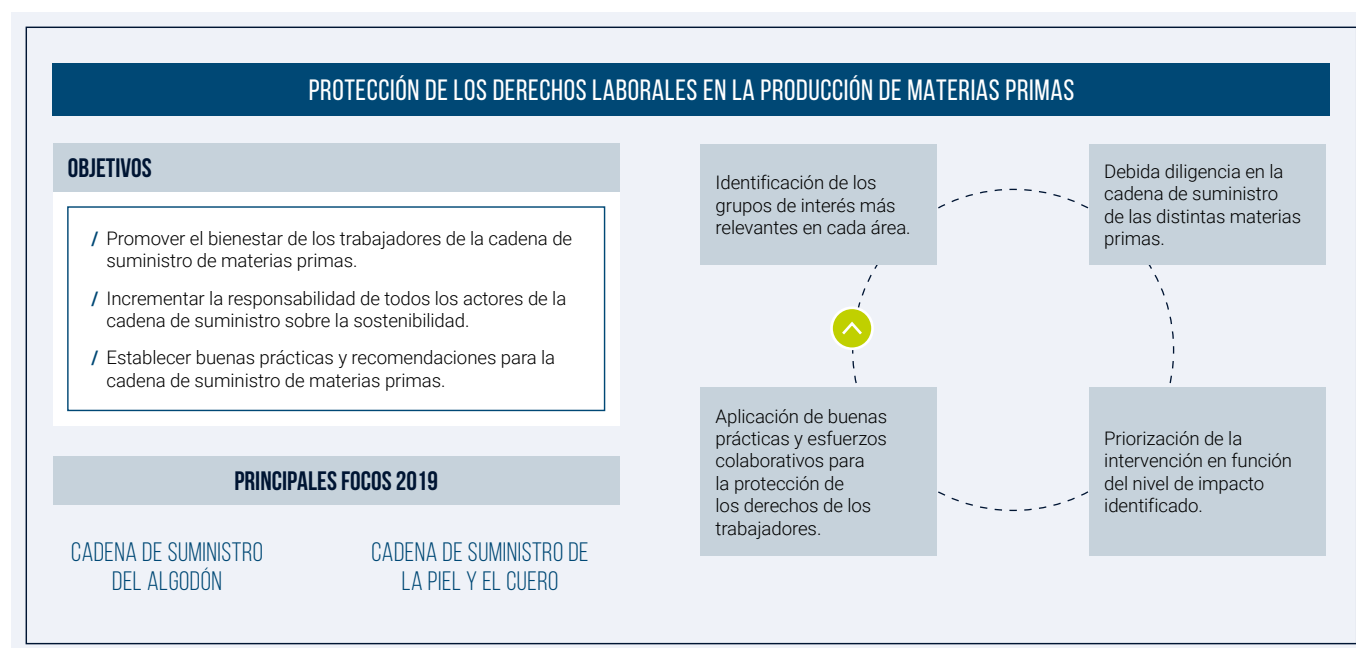 PROTECCIÓN DE LOS DERECHOS LABORALES EN LA PRODUCCIÓN DE MATERIAS PRIMAS
OBJETIVOS
/ Promover el bienestar de los trabajadores de la cadena de
suministro de materias primas.
/ Incrementar la responsabilidad de todos los actores de la
cadena de suministro sobre la sostenibilidad.
/ Establecer buenas prácticas y recomendaciones para la
cadena de suministro de materias primas.
PRINCIPALES FOCOS 2019
CADENA DE SUMINISTRO
DEL ALGODÓN
CADENA DE SUMINISTRO DE
LA PIEL Y EL CUERO
Identificación de los
grupos de interés más
relevantes en cada área.
Debida diligencia en la
cadena de suministro
de las distintas materias
primas.
Aplicación de buenas
prácticas y esfuerzos
colaborativos para
la protección de
los derechos de los
trabajadores.
Priorización de la
intervención en función
del nivel de impacto
identificado.